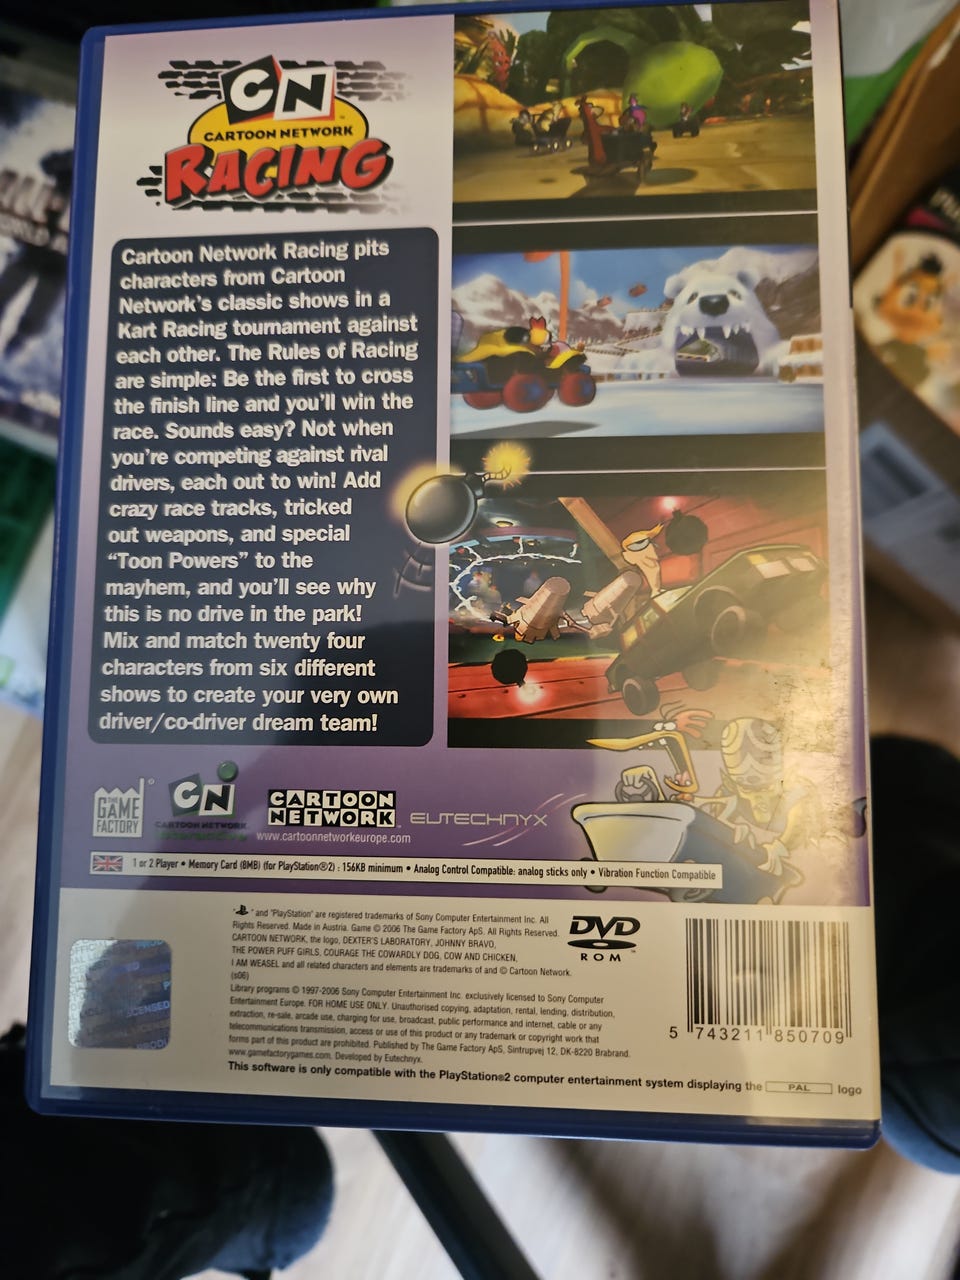 CN
CARTOON NETWORK
RACING
Cartoon Network Racing pits
characters from Cartoon
Network's classic shows in a
Kart Racing tournament against
each other. The Rules of Racing
are simple: Be the first to cross
the finish line and you'll win the
race. Sounds easy? Not when
you're competing against rival
drivers, each out to win! Add
crazy race tracks, tricked
out weapons, and special
“Toon Powers” to the
mayhem, and you'll see why
this is no drive in the park!
Mix and match twenty four
characters from six different
shows to create your very own
driver/co-driver dream team!
THE
GAME
FACTORY
CN
CARTOON NETWORK
CARTOON
NETWORK
EUTECHNYX
www.cartoonnetworkeurope.com
1 or 2 Player • Memory Card (8MB) (for PlayStation®2) : 156KB minimum • Analog Control Compatible: analog sticks only • Vibration Function Compatible
" " and "PlayStation" are registered trademarks of Sony Computer Entertainment Inc. All
Rights Reserved. Made in Austria. Game © 2006 The Game Factory ApS. All Rights Reserved.
CARTOON NETWORK, the logo, DEXTER'S LABORATORY, JOHNNY BRAVO,
THE POWER PUFF GIRLS, COURAGE THE COWARDLY DOG, COW AND CHICKEN,
I AM WEASEL and all related characters and elements are trademarks of and © Cartoon Network.
(s06)
Library programs © 1997-2006 Sony Computer Entertainment Inc. exclusively licensed to Sony Computer
Entertainment Europe. FOR HOME USE ONLY. Unauthorised copying, adaptation, rental, lending, distribution,
extraction, re-sale, arcade use, charging for use, broadcast, public performance and internet, cable or any
telecommunications transmission, access or use of this product or any trademark or copyright work that
forms part of this product are prohibited. Published by The Game Factory ApS, Sintrupvej 12, DK-8220 Brabrand.
www.gamefactorygames.com. Developed by Eutechnyx.
This software is only compatible with the PlayStation®2 computer entertainment system displaying the PAL logo
DVD
ROM
5 743211 850709